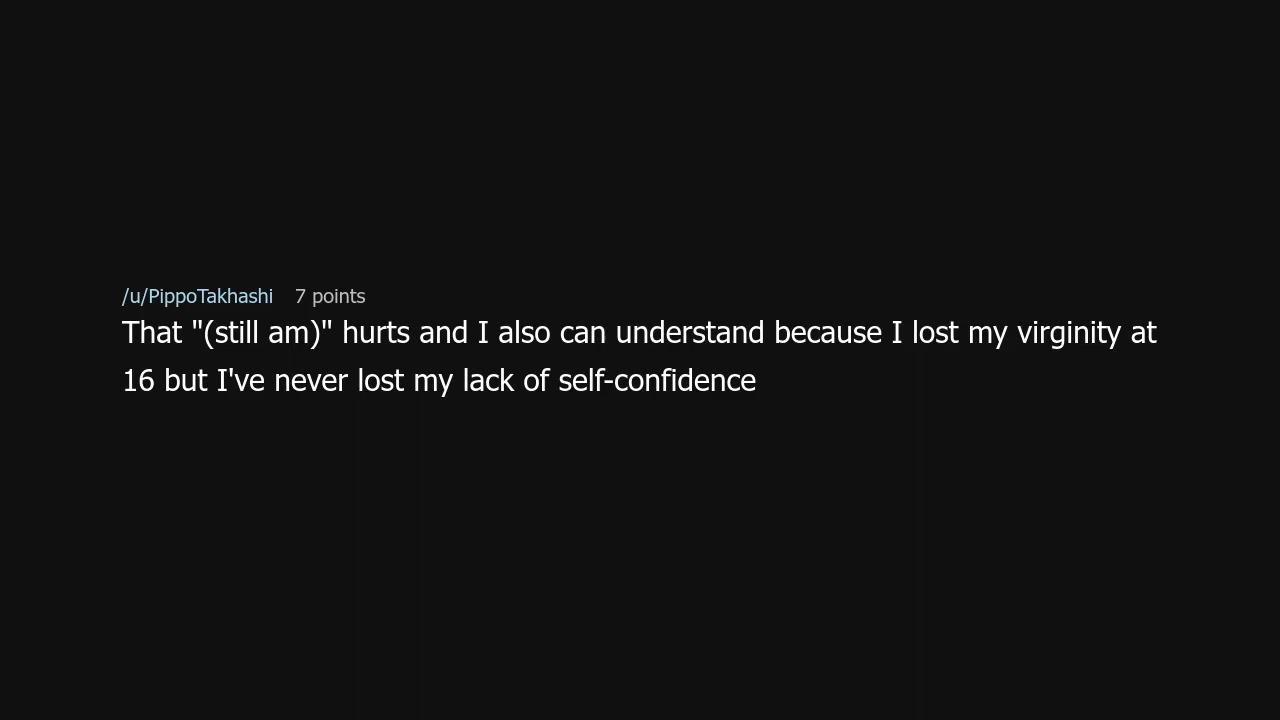 /u/PippoTakhashi 7 points
That "(still am)" hurts and I also can understand because I lost my virginity at
16 but I've never lost my lack of self-confidence